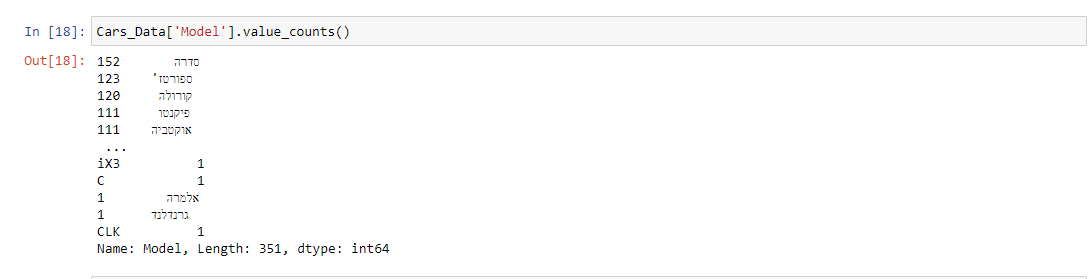 In [18]: Cars_Data['Model'].value_counts()
Out[18]: 152 סדרה
123 ספורטז'
120 קורולה
111 פיקנטו
111 אוקטביה
...
iX3 1
C 1
1 אלמרה
1 גרנדלנד
CLK 1
Name: Model, Length: 351, dtype: int64